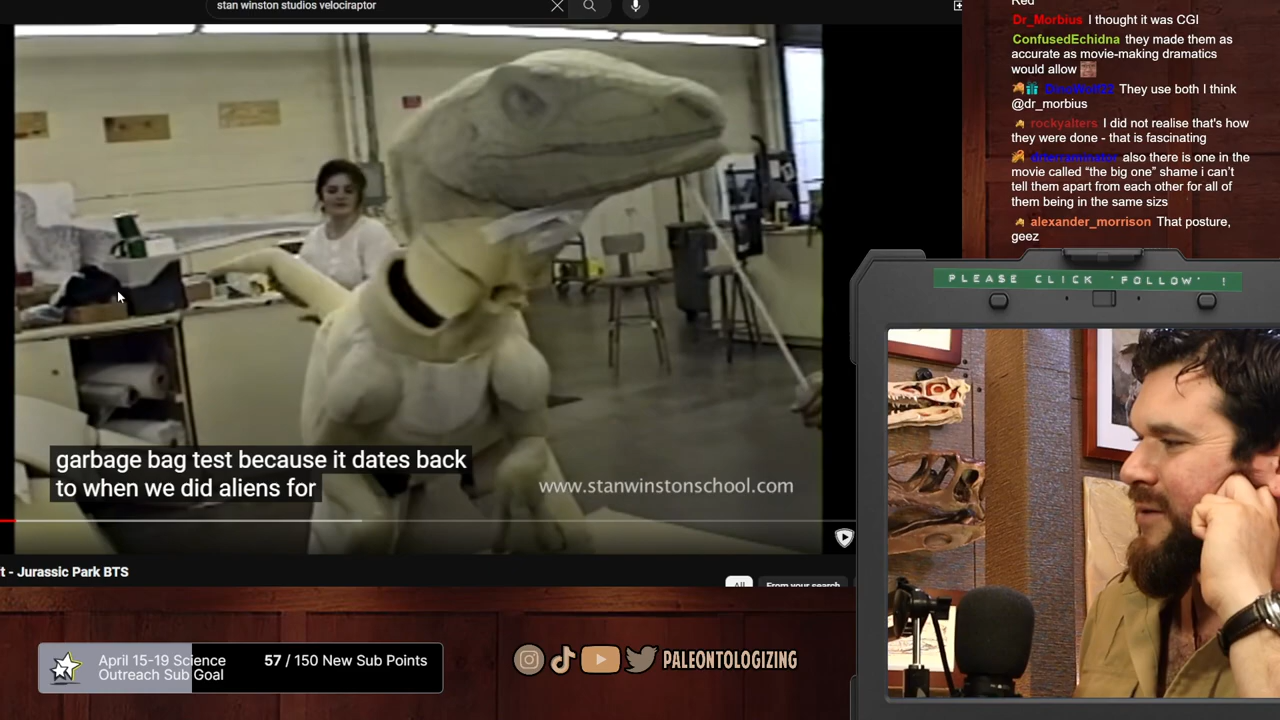 stan winston studios velociraptor
Red
Dr_Morbius I thought it was CGI
ConfusedEchidna they made them as
accurate as movie-making dramatics
would allow
DinoWulf22 They use both I think
@dr_morbius
rockyalters I did not realise that's how
they were done - that is fascinating
also there is one in the
movie called “the big one” shame i can’t
tell them apart from each other for all of
them being in the same sizs
alexander_morrison That posture,
geez
PLEASE CLICK 'FOLLOW' !
garbage bag test because it dates back
to when we did aliens for
www.stanwinstonschool.com
t - Jurassic Park BTS
All
From your search
April 15-19 Science
Outreach Sub Goal
57 / 150 New Sub Points
PALEONTOLOGIZING